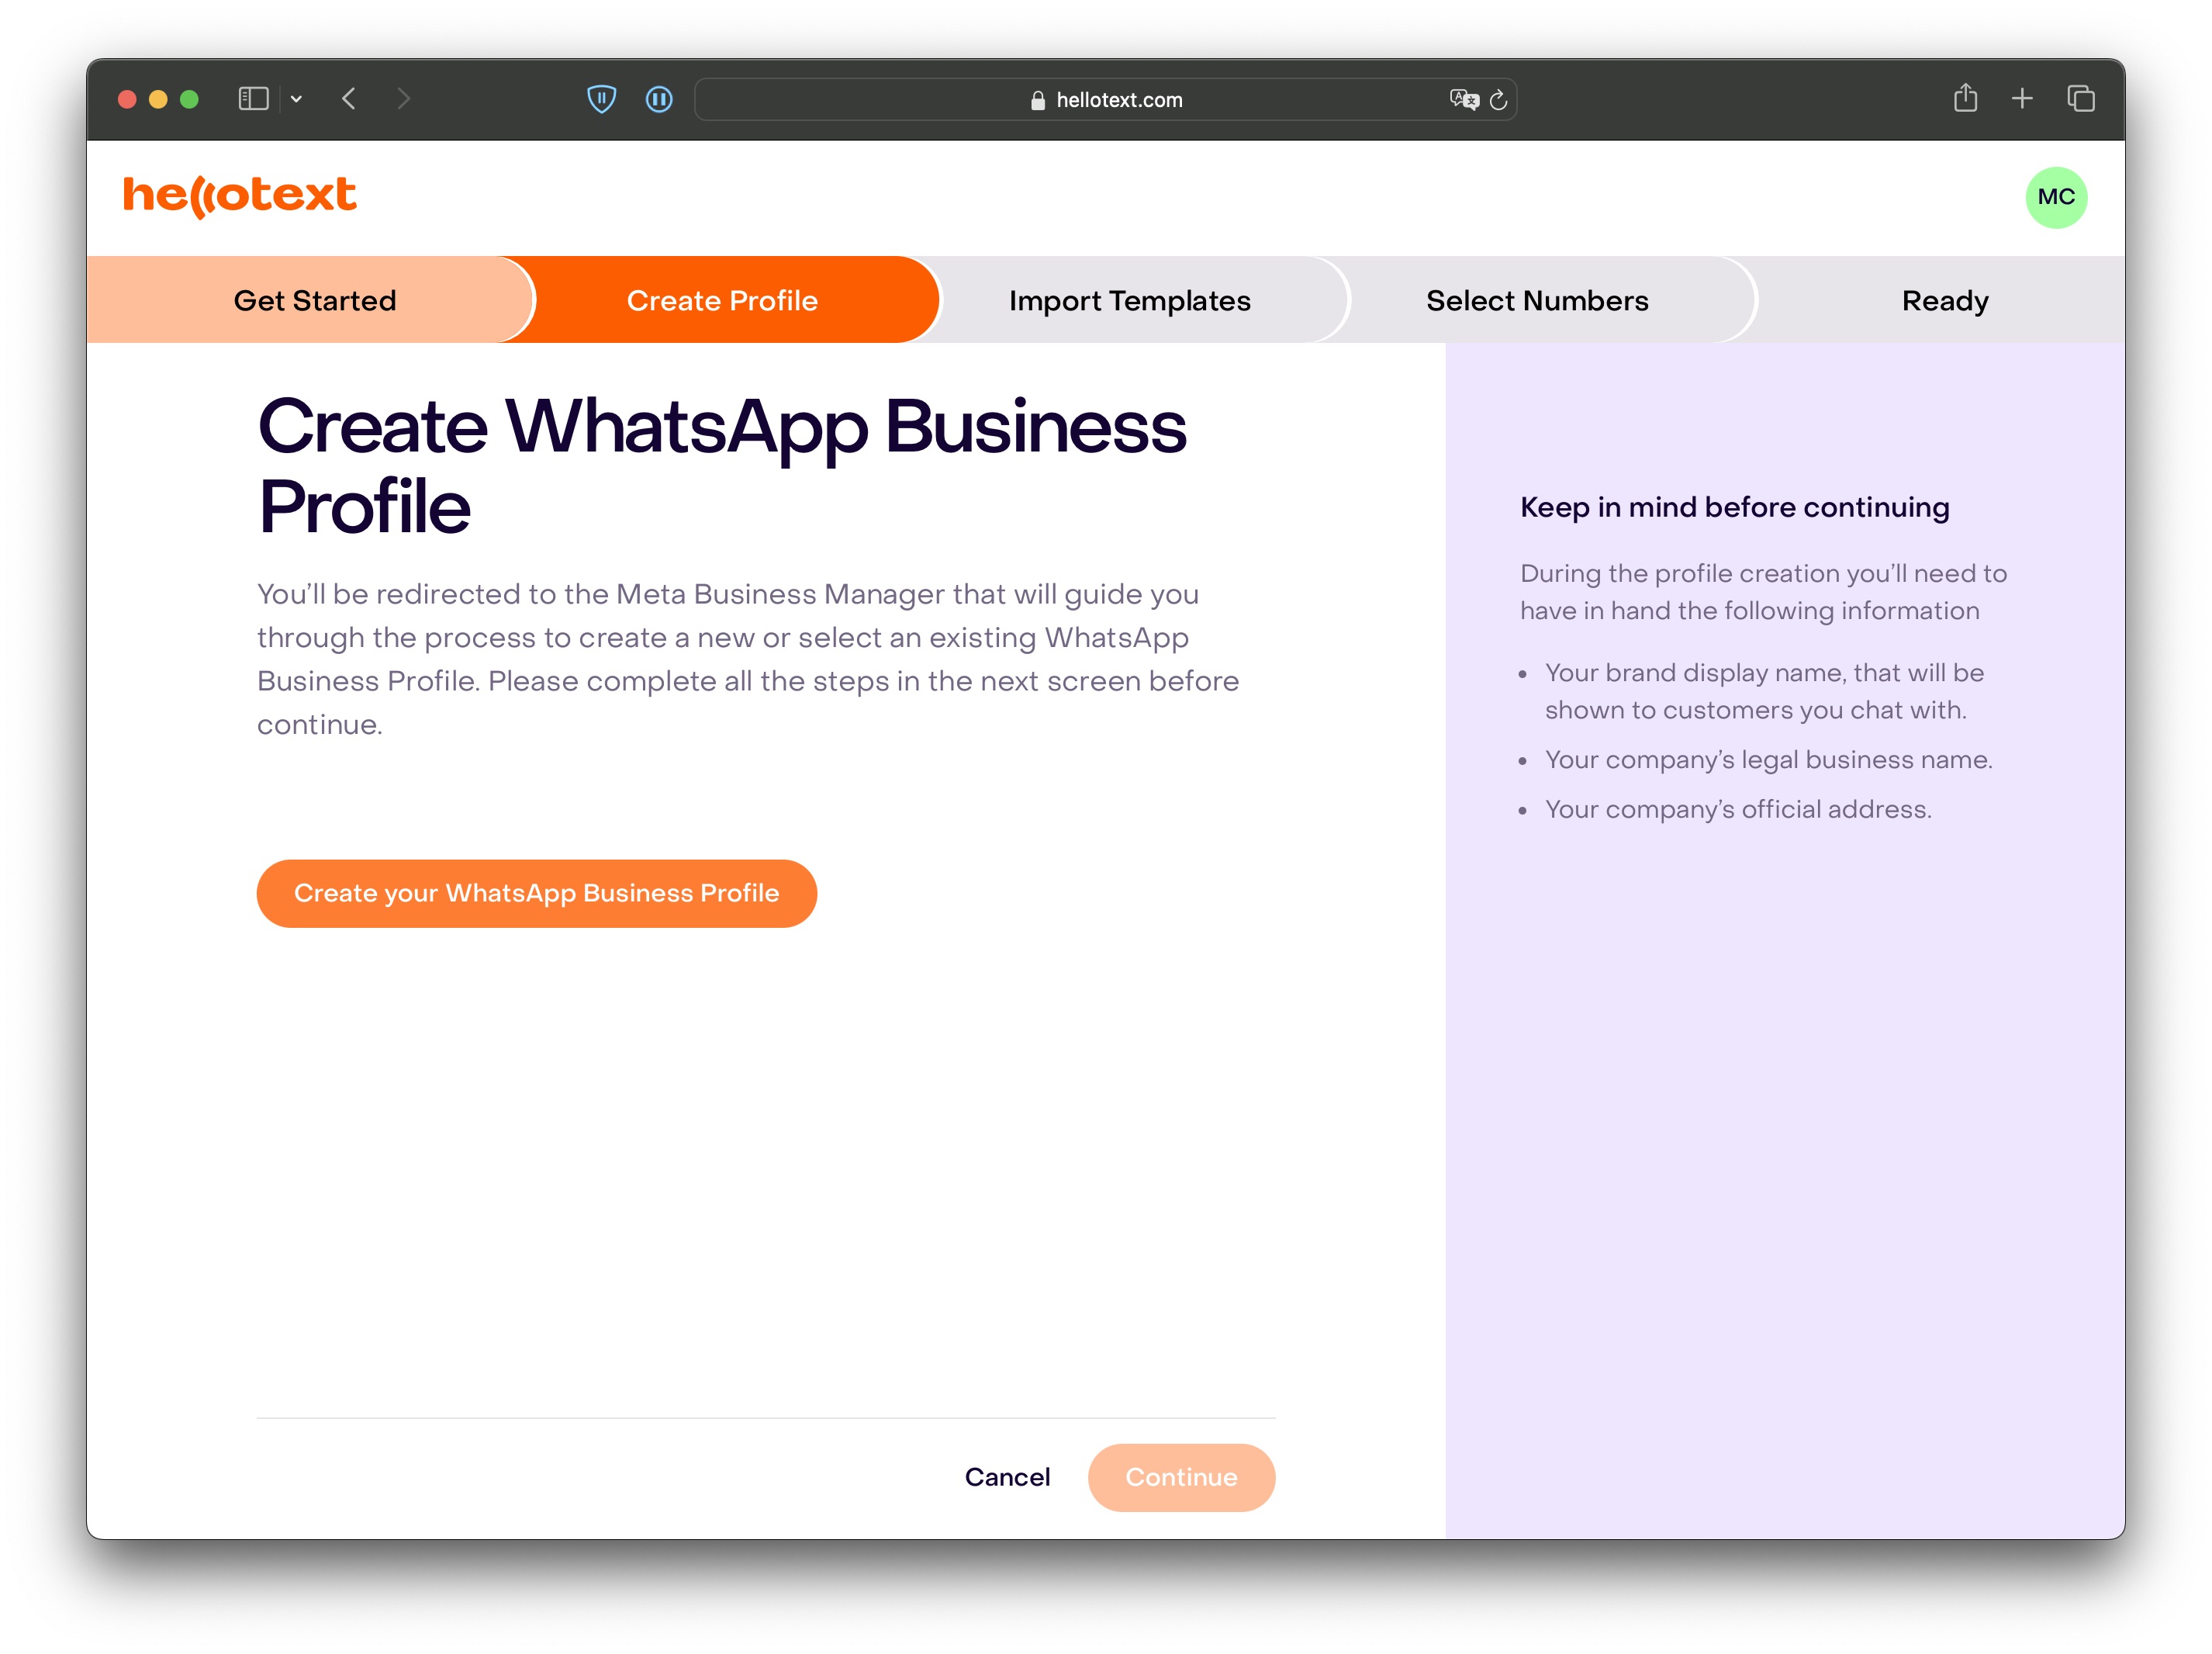 hellotext.com
hellotext
MC
Get Started
Create Profile
Import Templates
Select Numbers
Ready
Create WhatsApp Business
Profile
You’ll be redirected to the Meta Business Manager that will guide you
through the process to create a new or select an existing WhatsApp
Business Profile. Please complete all the steps in the next screen before
continue.
Create your WhatsApp Business Profile
Cancel
Continue
Keep in mind before continuing
During the profile creation you’ll need to
have in hand the following information
• Your brand display name, that will be
shown to customers you chat with.
• Your company’s legal business name.
• Your company’s official address.